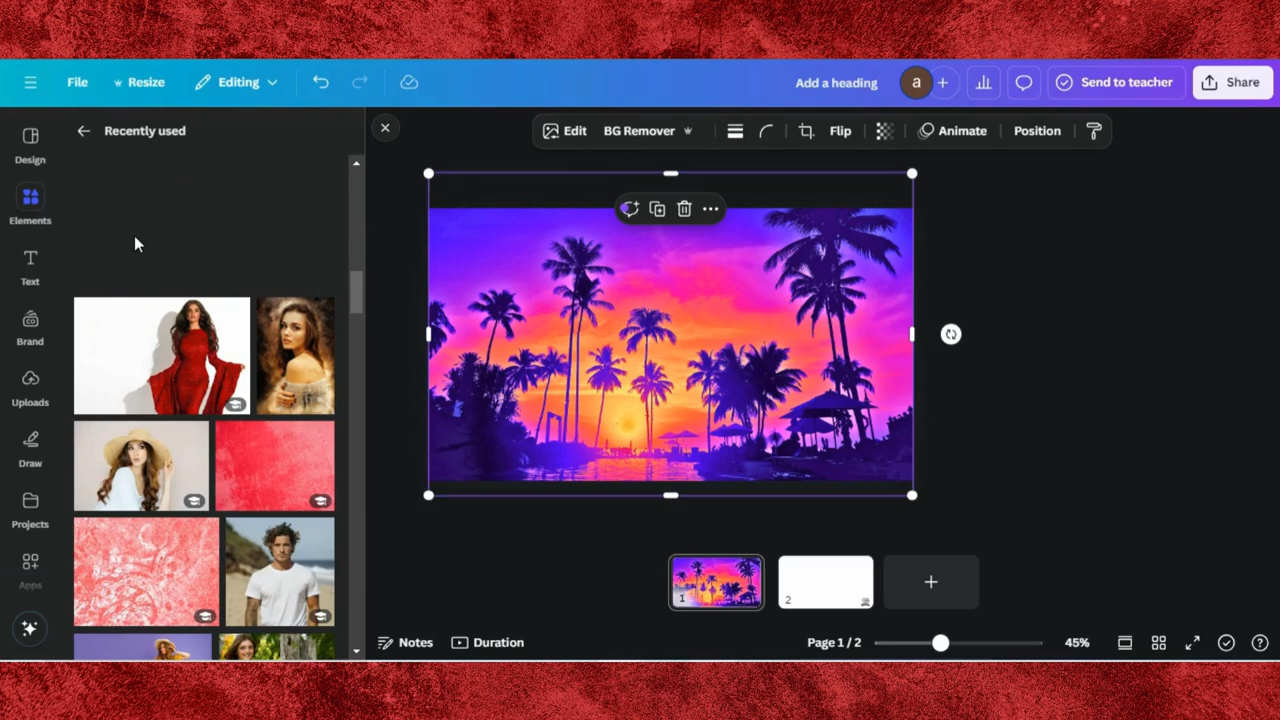 File
Resize
Editing
Add a heading
a
+
Send to teacher
Share
Design
Elements
Text
Brand
Uploads
Draw
Projects
Apps
Recently used
Edit
BG Remover
Flip
Animate
Position
1
2
+
Notes
Duration
Page 1 / 2
45%